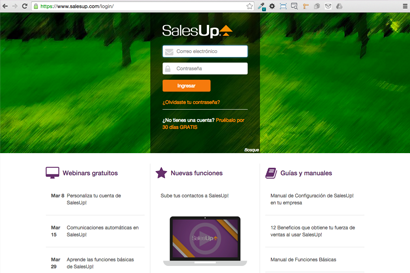 https://www.salesup.com/login/
SalesUp!
Correo electrónico
Contraseña
Ingresar
¿Olvidaste tu contraseña?
¿No tienes una cuenta? Pruébalo por
30 días GRATIS
Bosque
Webinars gratuitos
Mar 8 Personaliza tu cuenta de
SalesUp!
Mar Comunicaciones automáticas en
15 SalesUp!
Mar Aprende las funciones básicas
29 de SalesUp!
Nuevas funciones
Sube tus contactos a SalesUp!
SalesUp!
Guías y manuales
Manual de Configuración de SalesUp!
en tu empresa
12 Beneficios que obtiene tu fuerza de
ventas al usar SalesUp!
Manual de Funciones Básicas